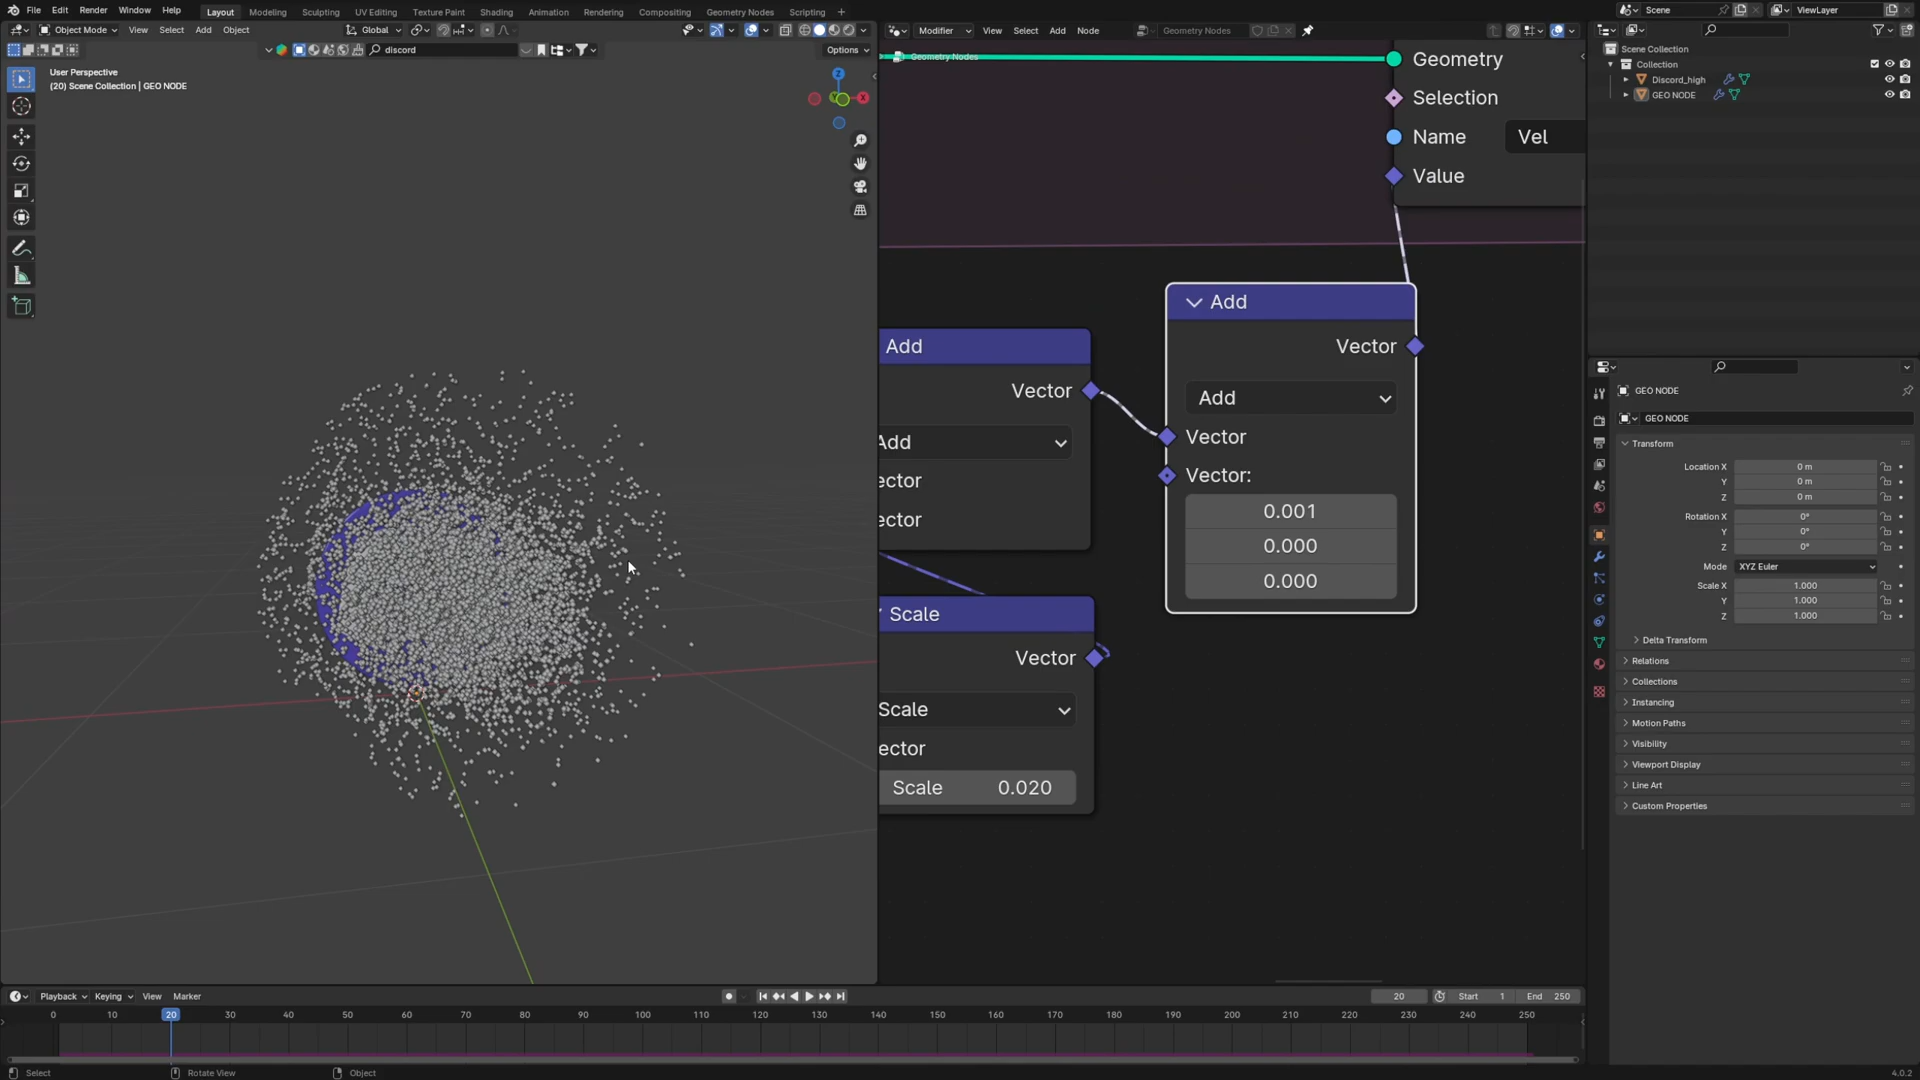 File Edit Render Window Help Layout Modeling Sculpting UV Editing Texture Paint Shading Animation Rendering Compositing Geometry Nodes Scripting + Scene ViewLayer
Object Mode View Select Add Object Global Modifier View Select Add Node Geometry Nodes
discord Options
User Perspective
(20) Scene Collection | GEO NODE
Z
X
Geometry Nodes
Geometry
Selection
Name Vel
Value
Add
Vector
Add
ector
ector
Add
Vector
Add
Vector
Vector:
0.001
0.000
0.000
Scale
Vector
Scale
ector
Scale 0.020
Scene Collection
Collection
Discord_high
GEO NODE
GEO NODE
GEO NODE
Transform
Location X 0 m
Y 0 m
Z 0 m
Rotation X 0°
Y 0°
Z 0°
Mode XYZ Euler
Scale X 1.000
Y 1.000
Z 1.000
Delta Transform
Relations
Collections
Instancing
Motion Paths
Visibility
Viewport Display
Line Art
Custom Properties
Playback Keying View Marker 20 Start 1 End 250
0 10 20 30 40 50 60 70 80 90 100 110 120 130 140 150 160 170 180 190 200 210 220 230 240 250
Select Rotate View Object 4.0.2